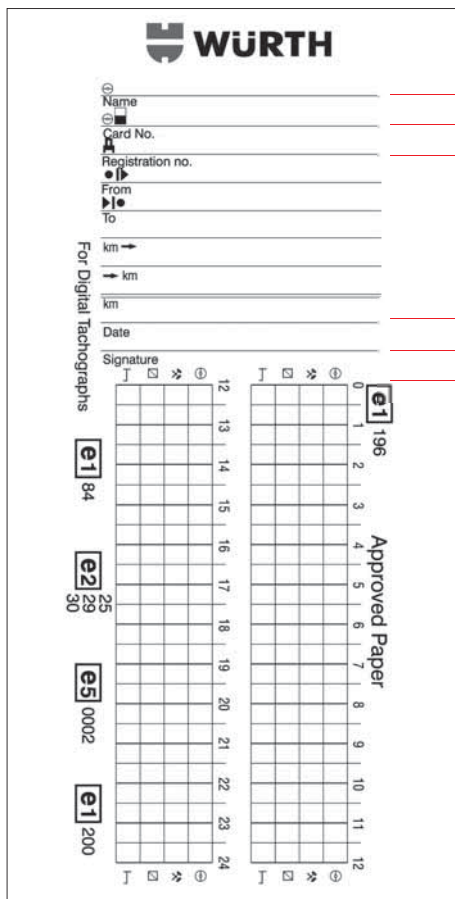 WÜRTH
Name
Card No.
Registration no.
From
To
km
km
km
Date
Signature
For Digital Tachographs
e1 84
e2 25 29 30
e5 0002
e1 200
12
13
14
15
16
17
18
19
20
21
22
23
24
0
1
2
3
4
5
6
7
8
9
10
11
12
e1 196
Approved Paper